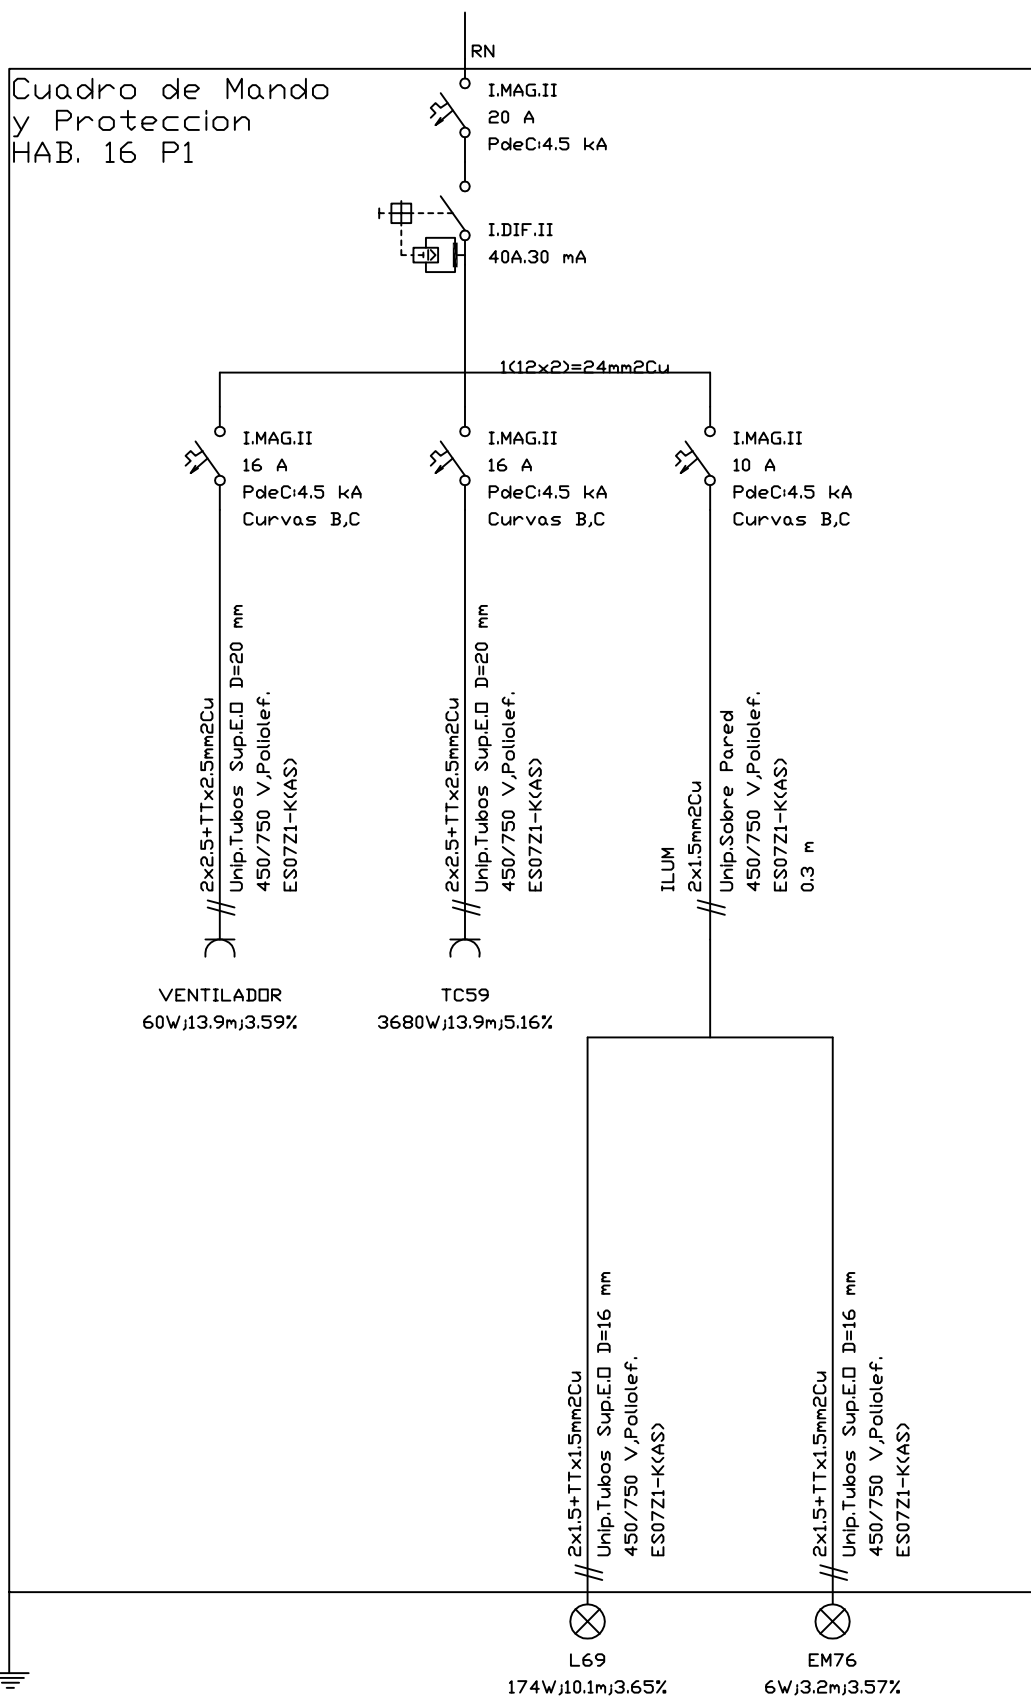 RN
Cuadro de Mando
y Proteccion
HAB. 16 P1
I.MAG.II
20 A
PdeC:4.5 kA
I.DIF.II
40A.30 mA
1(12x2)=24mm2Cu
I.MAG.II
16 A
PdeC:4.5 kA
Curvas B,C
I.MAG.II
16 A
PdeC:4.5 kA
Curvas B,C
I.MAG.II
10 A
PdeC:4.5 kA
Curvas B,C
2x2.5+TTx2.5mm2Cu
Unip.Tubos Sup.E.O D=20 mm
450/750 V,Poliolef.
ES07Z1-K(AS)
2x2.5+TTx2.5mm2Cu
Unip.Tubos Sup.E.O D=20 mm
450/750 V,Poliolef.
ES07Z1-K(AS)
ILUM
2x1.5mm2Cu
Unip.Sobre Pared
450/750 V,Poliolef.
ES07Z1-K(AS)
0.3 m
VENTILADOR
60W;13.9m;3.59%
TC59
3680W;13.9m;5.16%
2x1.5+TTx1.5mm2Cu
Unip.Tubos Sup.E.O D=16 mm
450/750 V,Poliolef.
ES07Z1-K(AS)
2x1.5+TTx1.5mm2Cu
Unip.Tubos Sup.E.O D=16 mm
450/750 V,Poliolef.
ES07Z1-K(AS)
L69
174W;10.1m;3.65%
EM76
6W;3.2m;3.57%